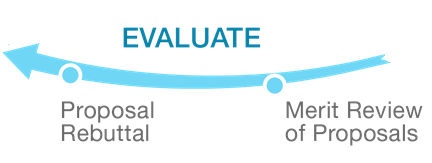 EVALUATE
Proposal
Rebuttal
Merit Review
of Proposals